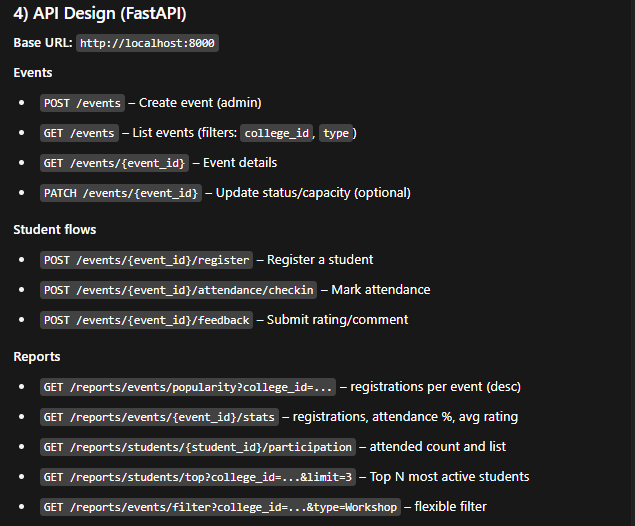 4) API Design (FastAPI)
Base URL: http://localhost:8000
Events
• POST /events – Create event (admin)
• GET /events – List events (filters: college_id, type)
• GET /events/{event_id} – Event details
• PATCH /events/{event_id} – Update status/capacity (optional)
Student flows
• POST /events/{event_id}/register – Register a student
• POST /events/{event_id}/attendance/checkin – Mark attendance
• POST /events/{event_id}/feedback – Submit rating/comment
Reports
• GET /reports/events/popularity?college_id=... – registrations per event (desc)
• GET /reports/events/{event_id}/stats – registrations, attendance %, avg rating
• GET /reports/students/{student_id}/participation – attended count and list
• GET /reports/students/top?college_id=...&limit=3 – Top N most active students
• GET /reports/events/filter?college_id=...&type=Workshop – flexible filter